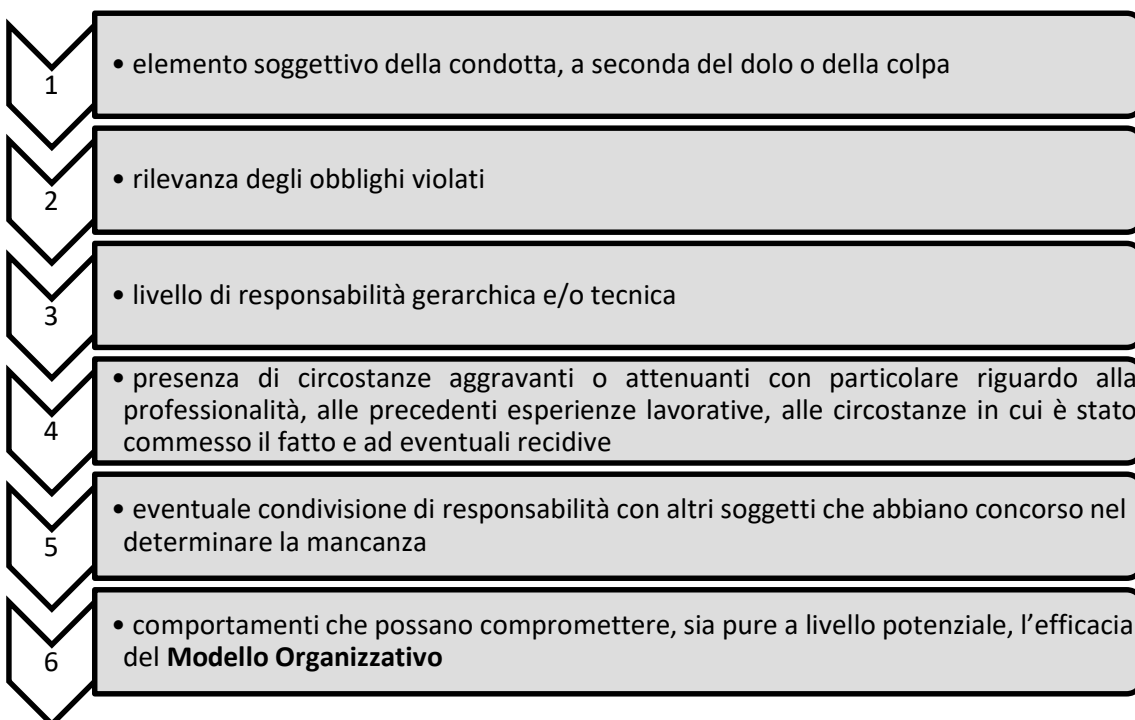 1
• elemento soggettivo della condotta, a seconda del dolo o della colpa
2
• rilevanza degli obblighi violati
3
• livello di responsabilità gerarchica e/o tecnica
4
• presenza di circostanze aggravanti o attenuanti con particolare riguardo alla
professionalità, alle precedenti esperienze lavorative, alle circostanze in cui è stato
commesso il fatto e ad eventuali recidive
5
• eventuale condivisione di responsabilità con altri soggetti che abbiano concorso nel
determinare la mancanza
6
• comportamenti che possano compromettere, sia pure a livello potenziale, l’efficacia
del Modello Organizzativo